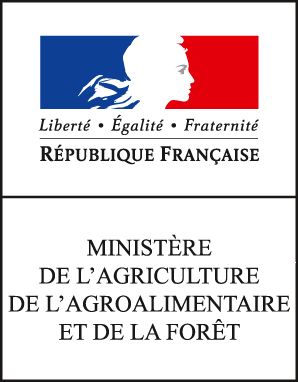 Liberté • Égalité • Fraternité
RÉPUBLIQUE FRANÇAISE
MINISTÈRE
DE L'AGRICULTURE
DE L'AGROALIMENTAIRE
ET DE LA FORÊT